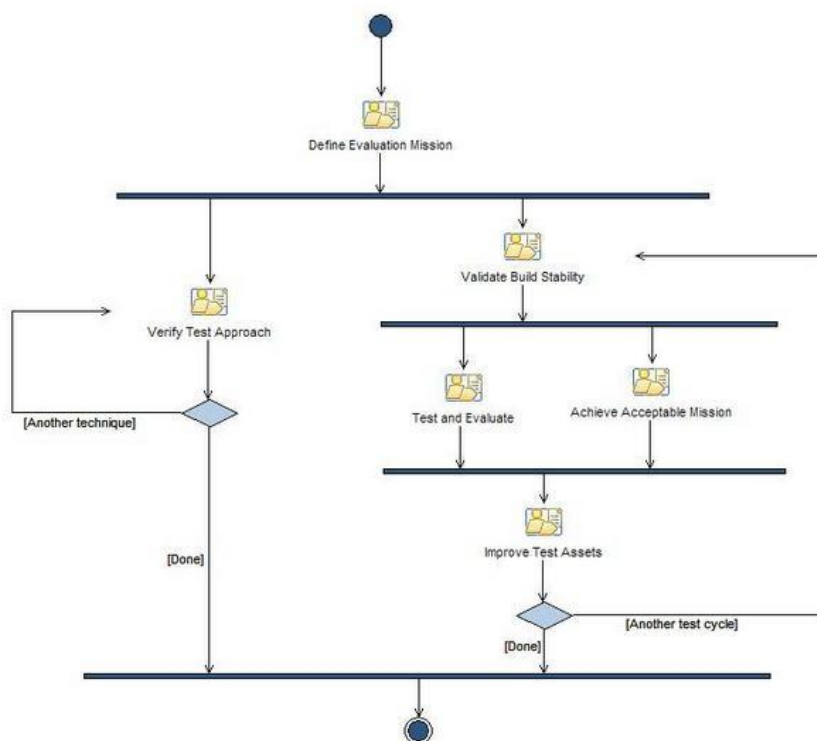 Define Evaluation Mission
Validate Build Stability
Verify Test Approach
Test and Evaluate
Achieve Acceptable Mission
[Another technique]
Improve Test Assets
[Done]
[Another test cycle]
[Done]